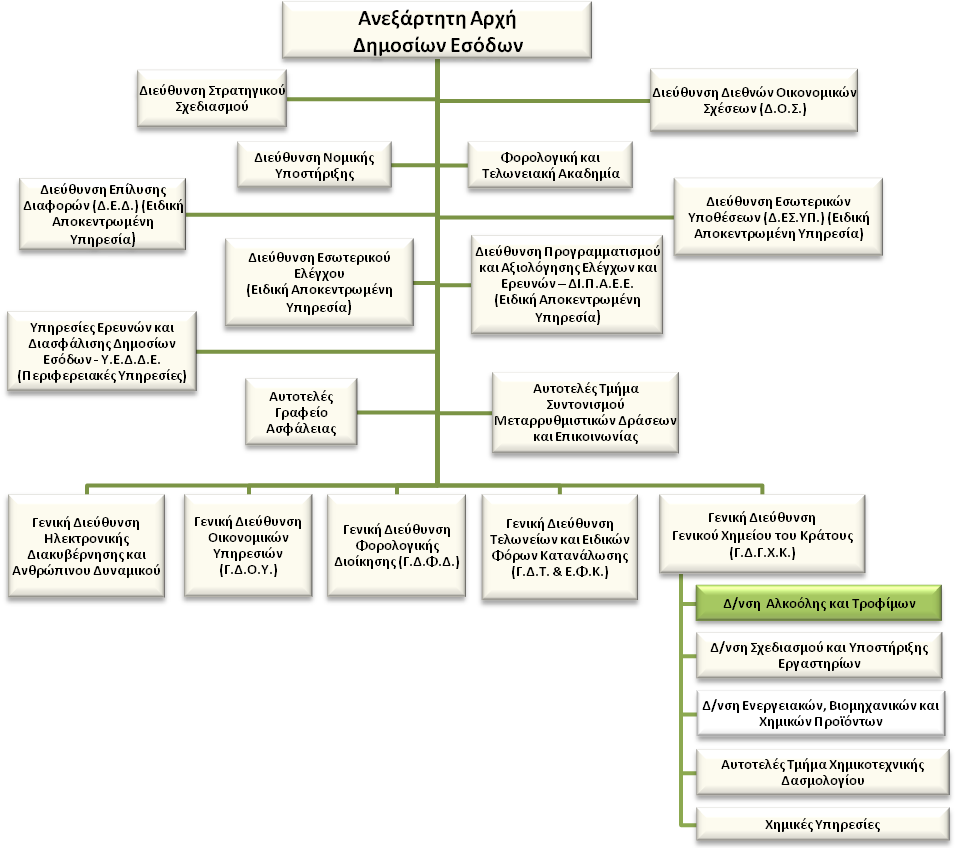 Ανεξάρτητη Αρχή
Δημοσίων Εσόδων
Διεύθυνση Στρατηγικού
Σχεδιασμού
Διεύθυνση Διεθνών Οικονομικών
Σχέσεων (Δ.Ο.Σ.)
Διεύθυνση Νομικής
Υποστήριξης
Φορολογική και
Τελωνειακή Ακαδημία
Διεύθυνση Επίλυσης
Διαφορών (Δ.Ε.Δ.) (Ειδική
Αποκεντρωμένη
Υπηρεσία)
Διεύθυνση Εσωτερικών
Υποθέσεων (Δ.ΕΣ.ΥΠ.) (Ειδική
Αποκεντρωμένη Υπηρεσία)
Διεύθυνση Εσωτερικού
Ελέγχου
(Ειδική Αποκεντρωμένη
Υπηρεσία)
Διεύθυνση Προγραμματισμού
και Αξιολόγησης Ελέγχων και
Ερευνών – ΔΙ.Π.Α.Ε.Ε.
(Ειδική Αποκεντρωμένη
Υπηρεσία)
Υπηρεσίες Ερευνών και
Διασφάλισης Δημοσίων
Εσόδων - Υ.Ε.Δ.Δ.Ε.
(Περιφερειακές Υπηρεσίες)
Αυτοτελές
Γραφείο
Ασφάλειας
Αυτοτελές Τμήμα
Συντονισμού
Μεταρρυθμιστικών Δράσεων
και Επικοινωνίας
Γενική Διεύθυνση
Ηλεκτρονικής
Διακυβέρνησης και
Ανθρώπινου Δυναμικού
Γενική Διεύθυνση
Οικονομικών
Υπηρεσιών
(Γ.Δ.Ο.Υ.)
Γενική Διεύθυνση
Φορολογικής
Διοίκησης (Γ.Δ.Φ.Δ.)
Γενική Διεύθυνση
Τελωνείων και Ειδικών
Φόρων Κατανάλωσης
(Γ.Δ.Τ. & Ε.Φ.Κ.)
Γενική Διεύθυνση
Γενικού Χημείου του Κράτους
(Γ.Δ.Γ.Χ.Κ.)
Δ/νση Αλκοόλης και Τροφίμων
Δ/νση Σχεδιασμού και Υποστήριξης
Εργαστηρίων
Δ/νση Ενεργειακών, Βιομηχανικών και
Χημικών Προϊόντων
Αυτοτελές Τμήμα Χημικοτεχνικής
Δασμολογίου
Χημικές Υπηρεσίες